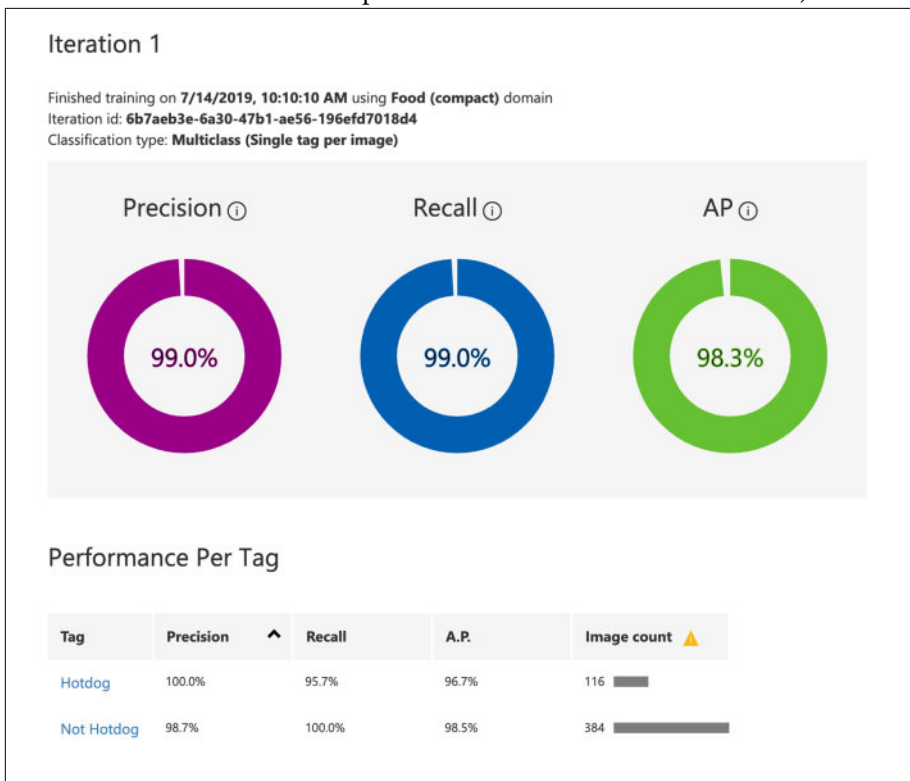 Iteration 1
Finished training on 7/14/2019, 10:10:10 AM using Food (compact) domain
Iteration id: 6b7aeb3e-6a30-47b1-ae56-196efd7018d4
Classification type: Multiclass (Single tag per image)
Precision Recall AP
99.0% 99.0% 98.3%
Performance Per Tag
Tag Precision Recall A.P. Image count
Hotdog 100.0% 95.7% 96.7% 116
Not Hotdog 98.7% 100.0% 98.5% 384